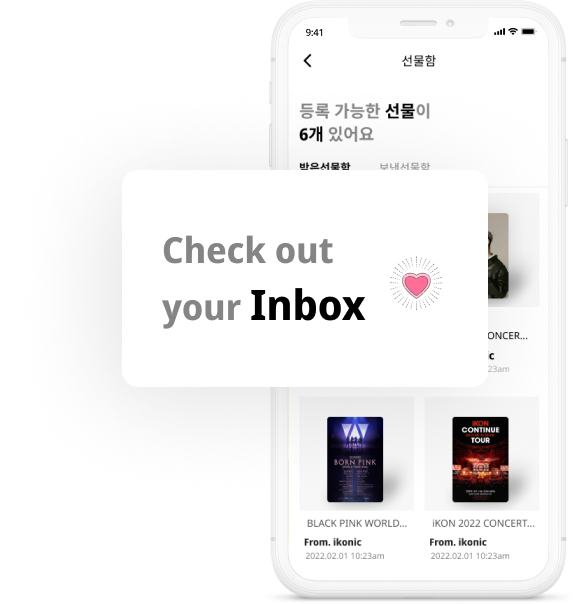 9:41
선물함
등록 가능한 선물이
6개 있어요
받은선물함 보낸선물함
Check out
your Inbox
ONCER...
ic
23am
BORN PINK
iKON
CONTINUE
TOUR
BLACK PINK WORLD... iKON 2022 CONCERT...
From. ikonic From. ikonic
2022.02.01 10:23am 2022.02.01 10:23am